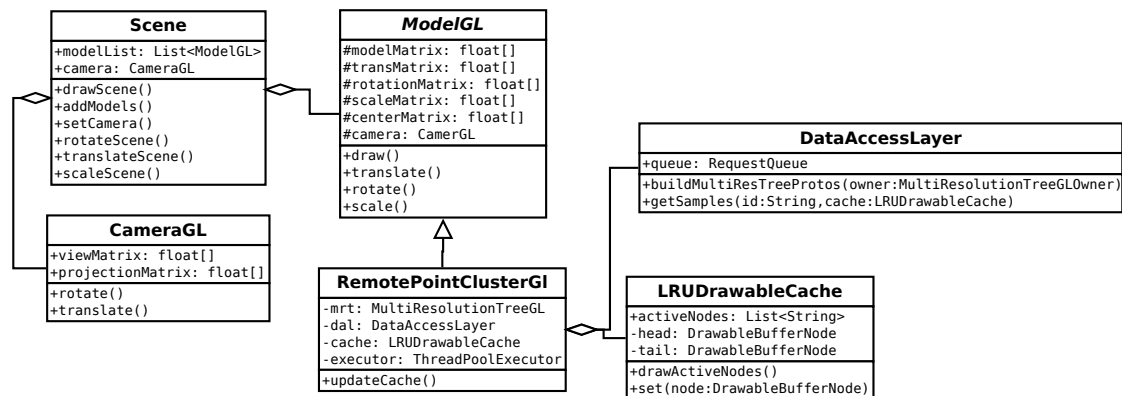 Scene
+modelList: List<ModelGL>
+camera: CameraGL
+drawScene()
+addModels()
+setCamera()
+rotateScene()
+translateScene()
+scaleScene()
ModelGL
#modelMatrix: float[]
#transMatrix: float[]
#rotationMatrix: float[]
#scaleMatrix: float[]
#centerMatrix: float[]
#camera: CamerGL
+draw()
+translate()
+rotate()
+scale()
DataAccessLayer
+queue: RequestQueue
+buildMultiResTreeProtos(owner:MultiResolutionTreeGLOwner)
+getSamples(id:String,cache:LRUDrawableCache)
CameraGL
+viewMatrix: float[]
+projectionMatrix: float[]
+rotate()
+translate()
RemotePointClusterGl
-mrt: MultiResolutionTreeGL
-dal: DataAccessLayer
-cache: LRUDrawableCache
-executor: ThreadPoolExecutor
+updateCache()
LRUDrawableCache
+activeNodes: List<String>
-head: DrawableBufferNode
-tail: DrawableBufferNode
+drawActiveNodes()
+set(node:DrawableBufferNode)